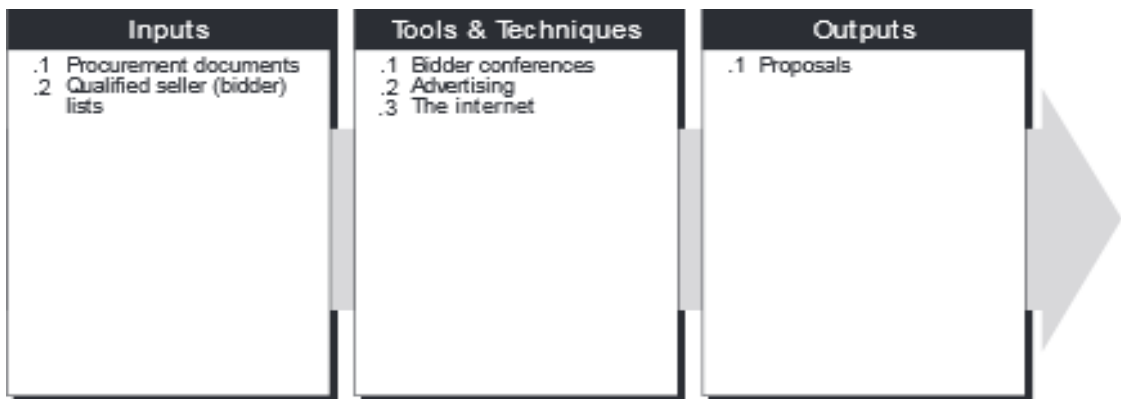 Inputs
.1 Procurement documents
.2 Qualified seller (bidder)
lists
Tools & Techniques
.1 Bidder conferences
.2 Advertising
.3 The internet
Outputs
.1 Proposals